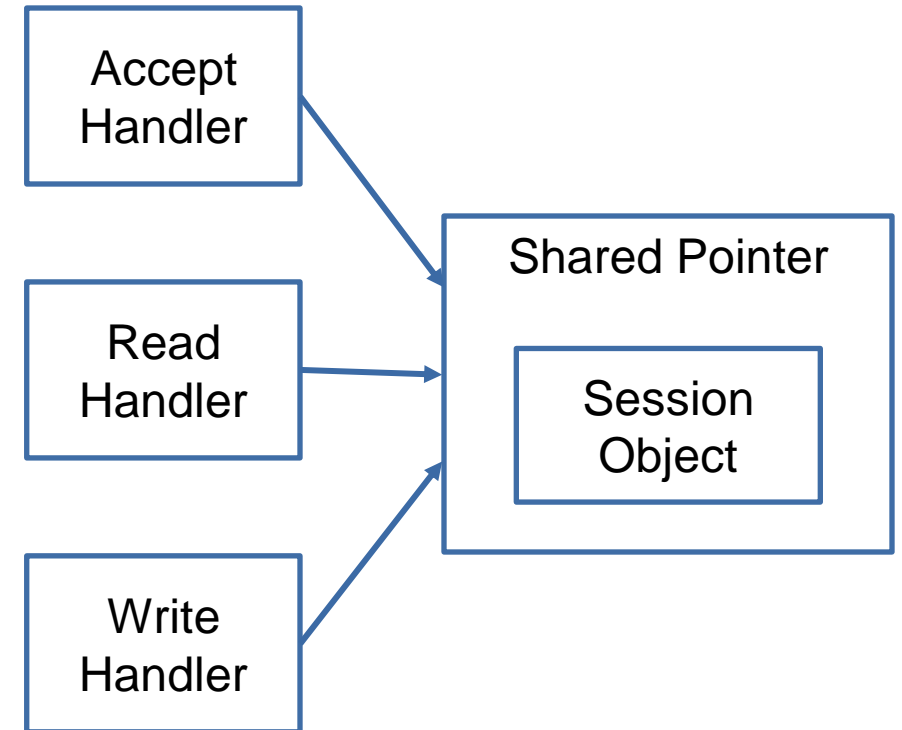 Accept
Handler
Shared Pointer
Read
Handler
Session
Object
Write
Handler